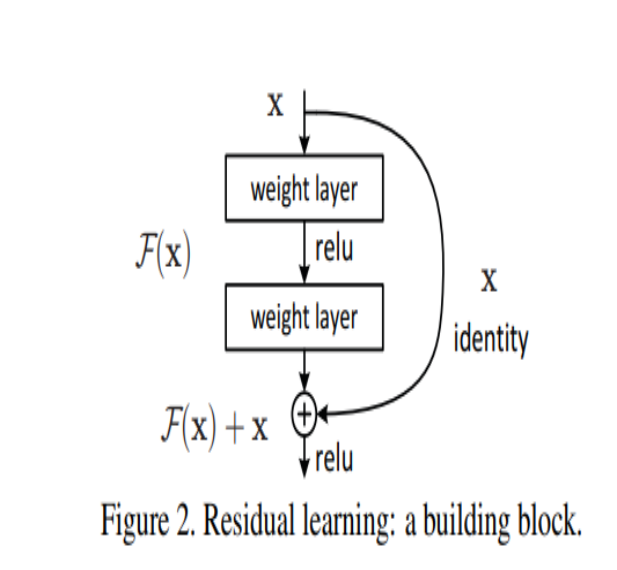 x
weight layer
F(x)
relu
x
weight layer
identity
F(x) + x
relu
Figure 2. Residual learning: a building block.